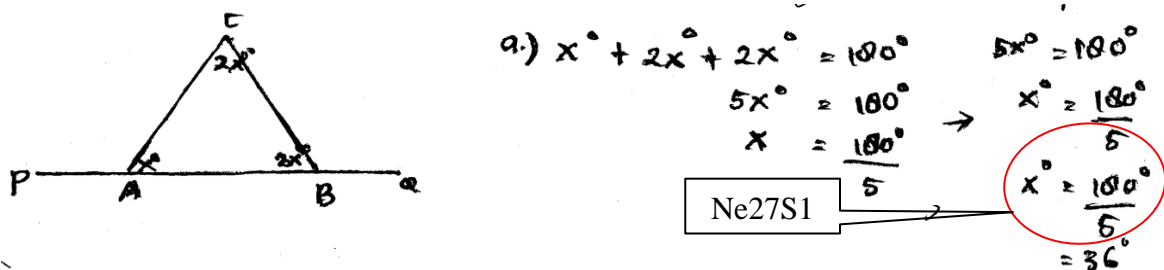 C
2x°
x° 2x°
P A B Q
a.) x° + 2x° + 2x° = 180°
5x° = 180°
x = 180°/5
→
5x° = 180°
x° = 180°/5
x° = 180°/5
= 36°
Ne27S1